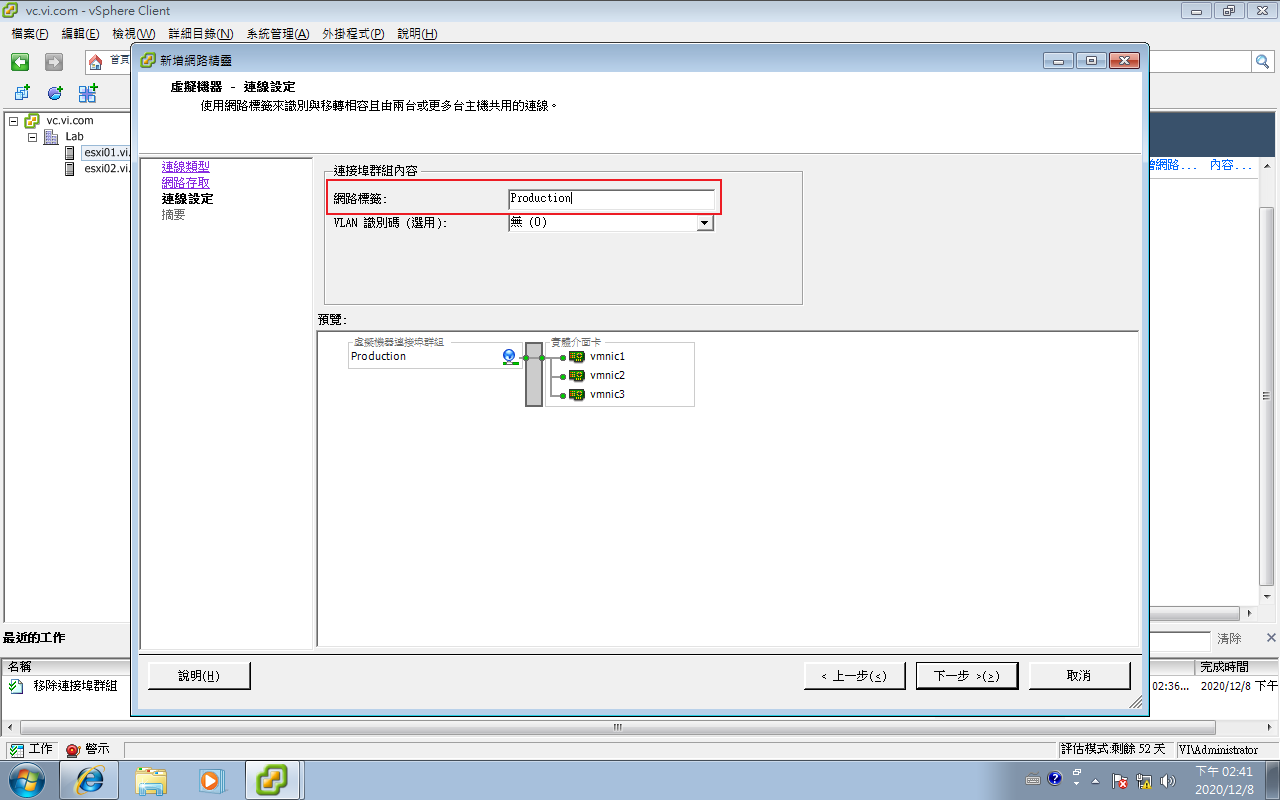 vc.vi.com - vSphere Client
檔案(F) 編輯(E) 檢視(W) 詳細目錄(N) 系統管理(A) 外掛程式(P) 說明(H)
首頁
新增網路精靈
虛擬機器 - 連線設定
使用網路標籤來識別與移轉相容且由兩台或更多台主機共用的連線。
vc.vi.com
Lab
esxi01.vi.
esxi02.vi.
連線類型
網路存取
連線設定
摘要
連接埠群組內容
網路標籤: Production
VLAN 識別碼 (選用): 無 (0)
網路... 內容...
預覽:
虛擬機器連接埠群組
Production
實體介面卡
vmnic1
vmnic2
vmnic3
說明(H) < 上一步(<) 下一步 >(>) 取消
最近的工作
清除
名稱 完成時間
移除連接埠群組 02:36... 2020/12/8 下午
工作 警示 評估模式:剩餘 52 天 VI\Administrator
下午 02:41
2020/12/8